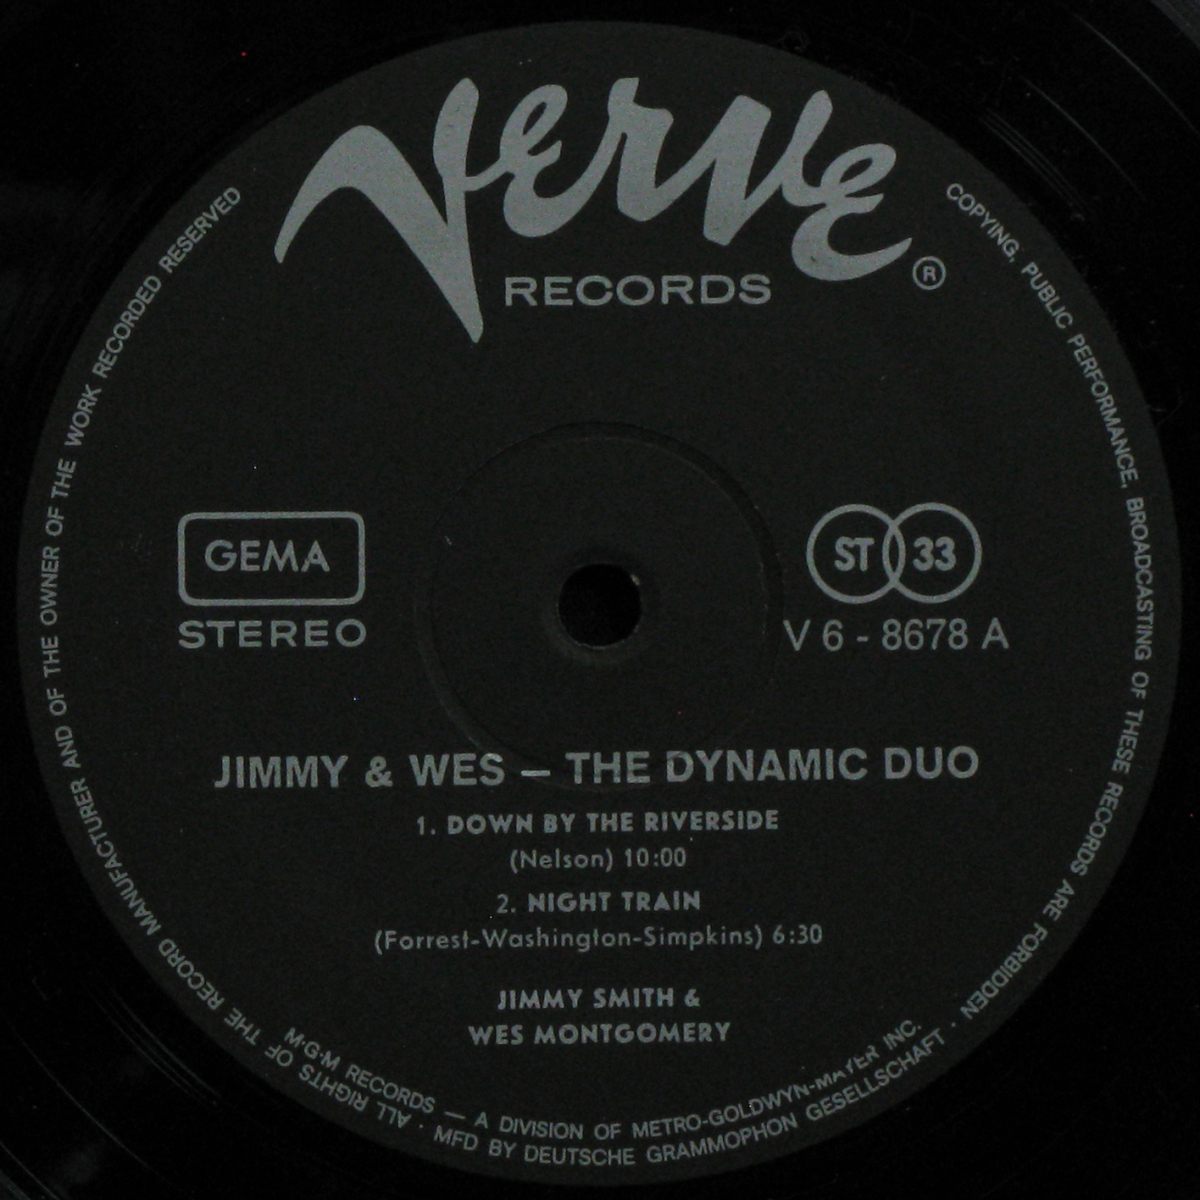 Verve
RECORDS ®
GEMA
STEREO
ST 33
V 6 - 8678 A
JIMMY & WES — THE DYNAMIC DUO
1. DOWN BY THE RIVERSIDE
(Nelson) 10:00
2. NIGHT TRAIN
(Forrest-Washington-Simpkins) 6:30
JIMMY SMITH &
WES MONTGOMERY
M·G·M RECORDS — A DIVISION OF METRO-GOLDWYN-MAYER INC.
ALL RIGHTS OF THE RECORD MANUFACTURER AND OF THE OWNER OF THE WORK RECORDED RESERVED
COPYING, PUBLIC PERFORMANCE, BROADCASTING OF THESE RECORDS ARE FORBIDDEN ·
· MFD BY DEUTSCHE GRAMMOPHON GESELLSCHAFT